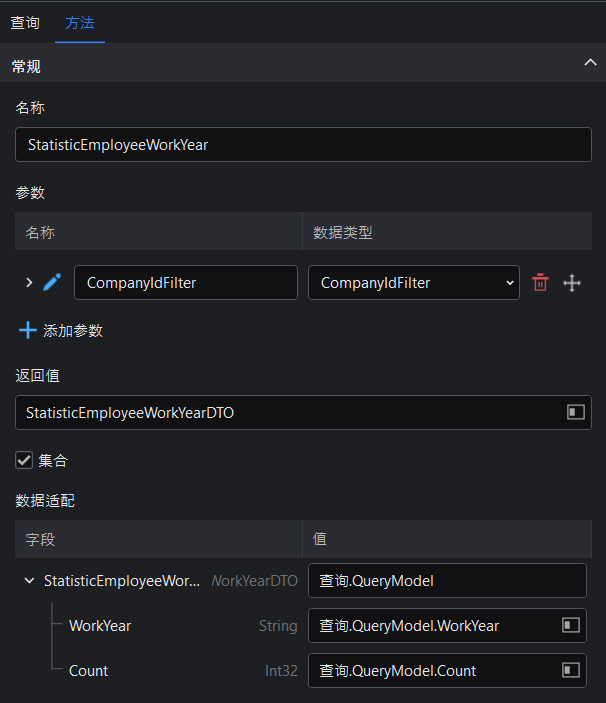 查询 方法
常规
名称
StatisticEmployeeWorkYear
参数
名称 数据类型
CompanyIdFilter CompanyIdFilter
添加参数
返回值
StatisticEmployeeWorkYearDTO
集合
数据适配
字段 值
StatisticEmployeeWor... WorkYearDTO 查询.QueryModel
WorkYear String 查询.QueryModel.WorkYear
Count Int32 查询.QueryModel.Count